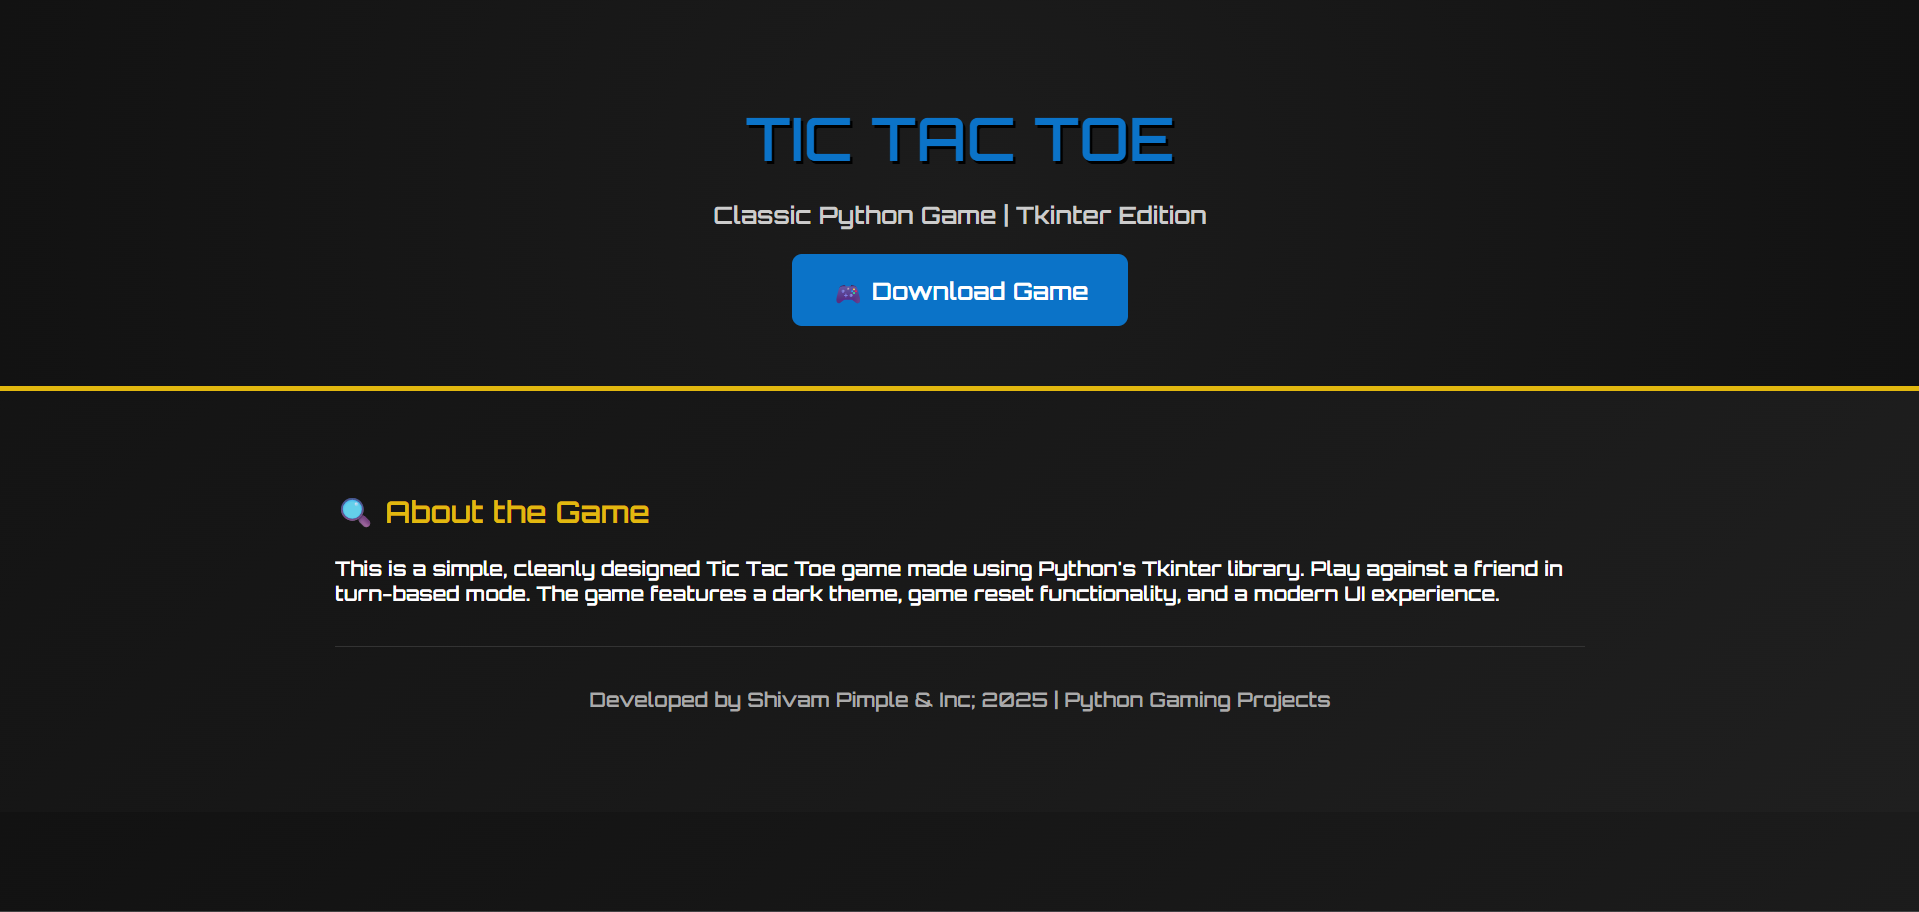 TIC TAC TOE
Classic Python Game | Tkinter Edition
🎮 Download Game
🔍 About the Game
This is a simple, cleanly designed Tic Tac Toe game made using Python's Tkinter library. Play against a friend in
turn-based mode. The game features a dark theme, game reset functionality, and a modern UI experience.
Developed by Shivam Pimple & Inc; 2025 | Python Gaming Projects